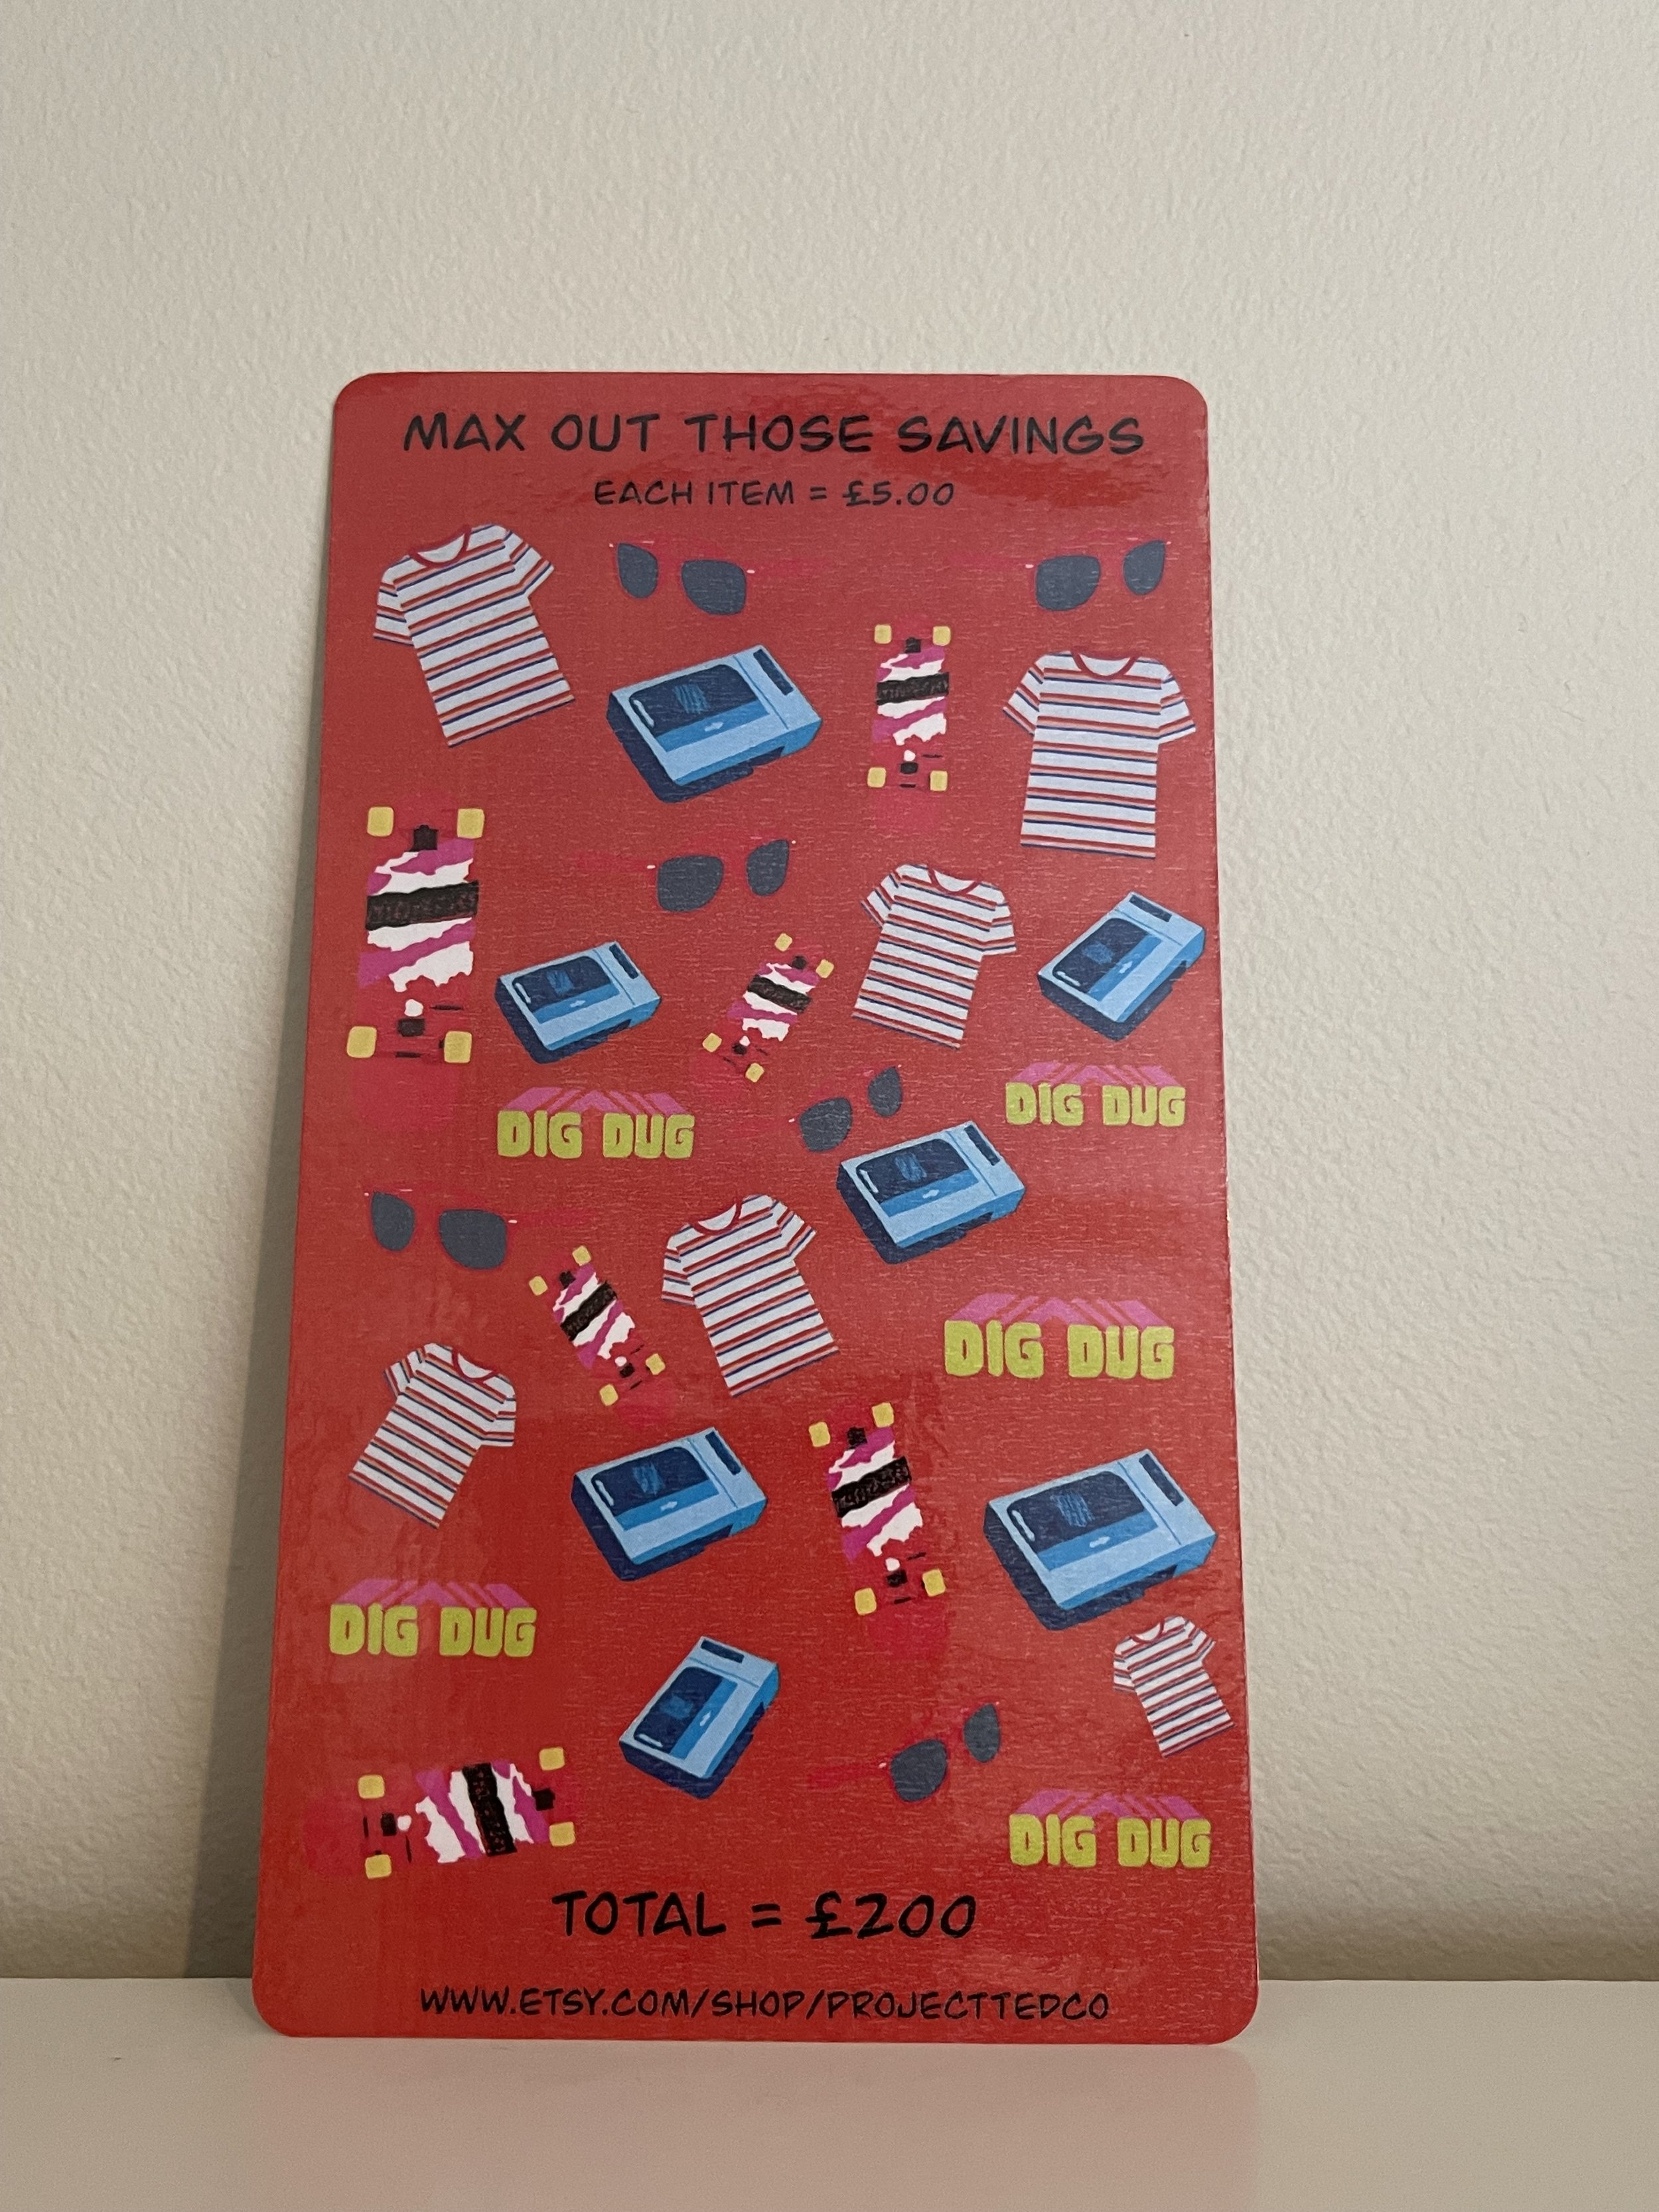 MAX OUT THOSE SAVINGS
EACH ITEM = £5.00
DIG DUG
DIG DUG
DIG DUG
DIG DUG
DIG DUG
TOTAL = £200
WWW.ETSY.COM/SHOP/PROJECTTEDCO